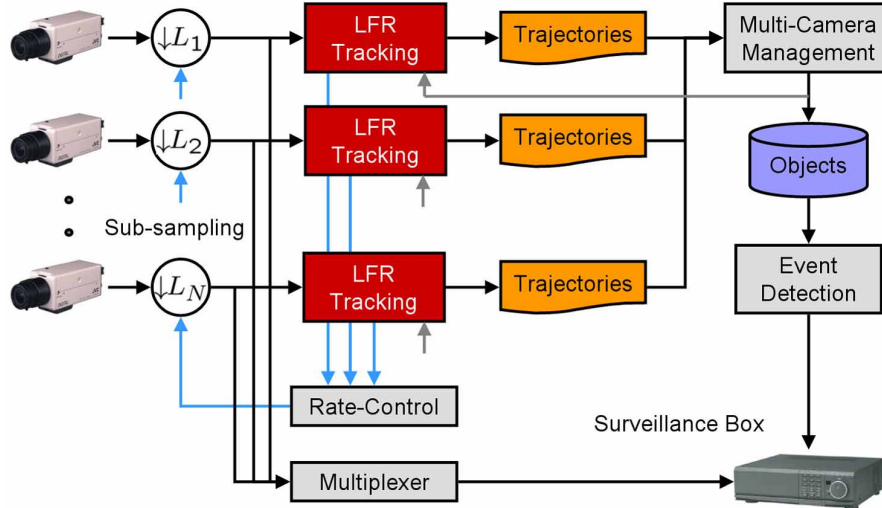 ↓L1
LFR
Tracking
Trajectories
Multi-Camera
Management
↓L2
LFR
Tracking
Trajectories
Objects
Sub-sampling
↓LN
LFR
Tracking
Trajectories
Event
Detection
Rate-Control
Surveillance Box
Multiplexer